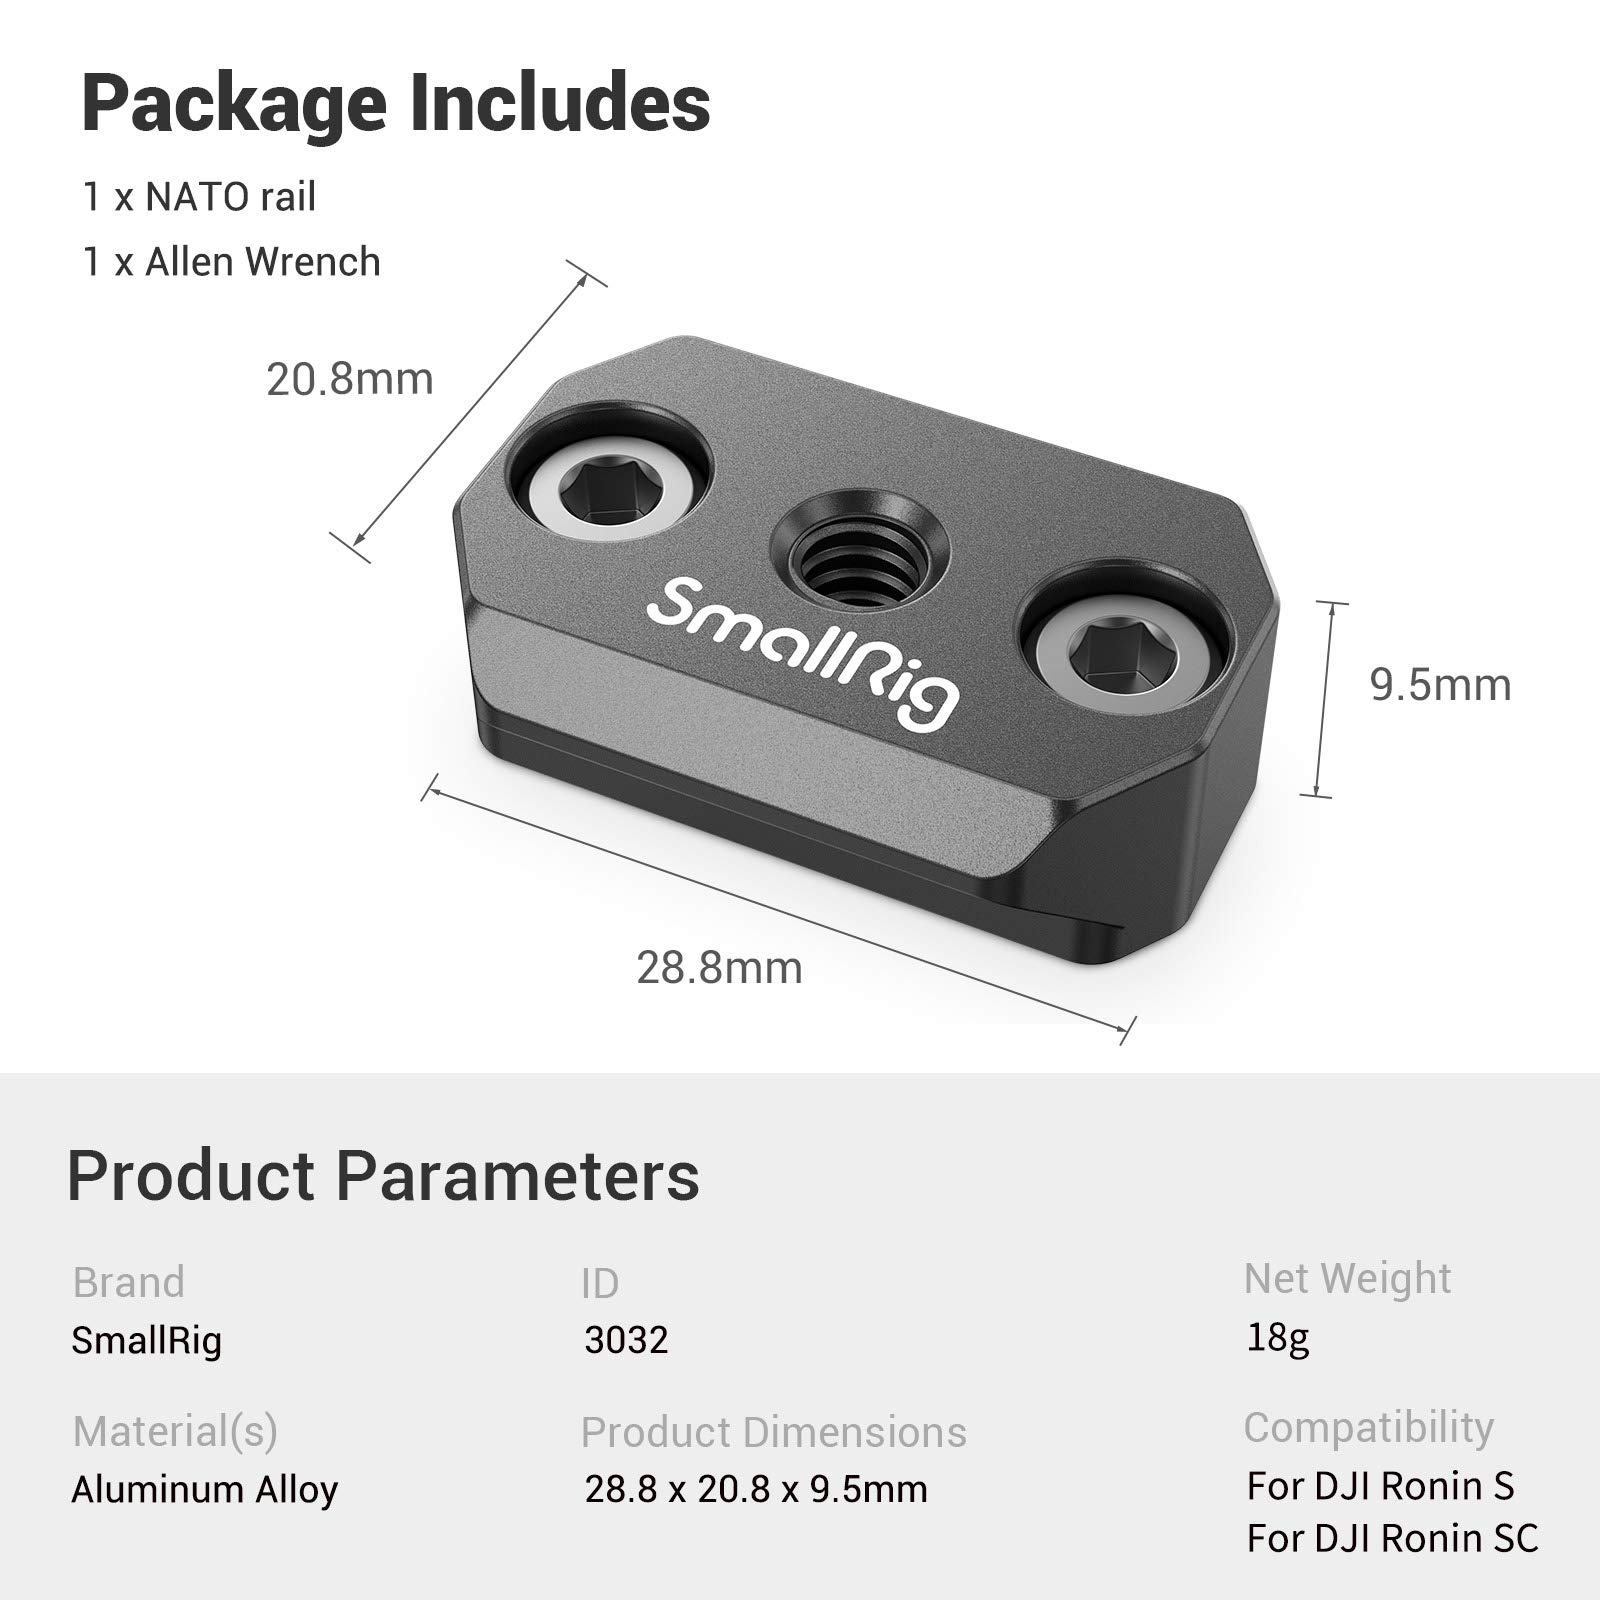 Package Includes
1 x NATO rail
1 x Allen Wrench
20.8mm
SmallRig
9.5mm
28.8mm
Product Parameters
Brand
SmallRig
ID
3032
Net Weight
18g
Material(s)
Aluminum Alloy
Product Dimensions
28.8 x 20.8 x 9.5mm
Compatibility
For DJI Ronin S
For DJI Ronin SC